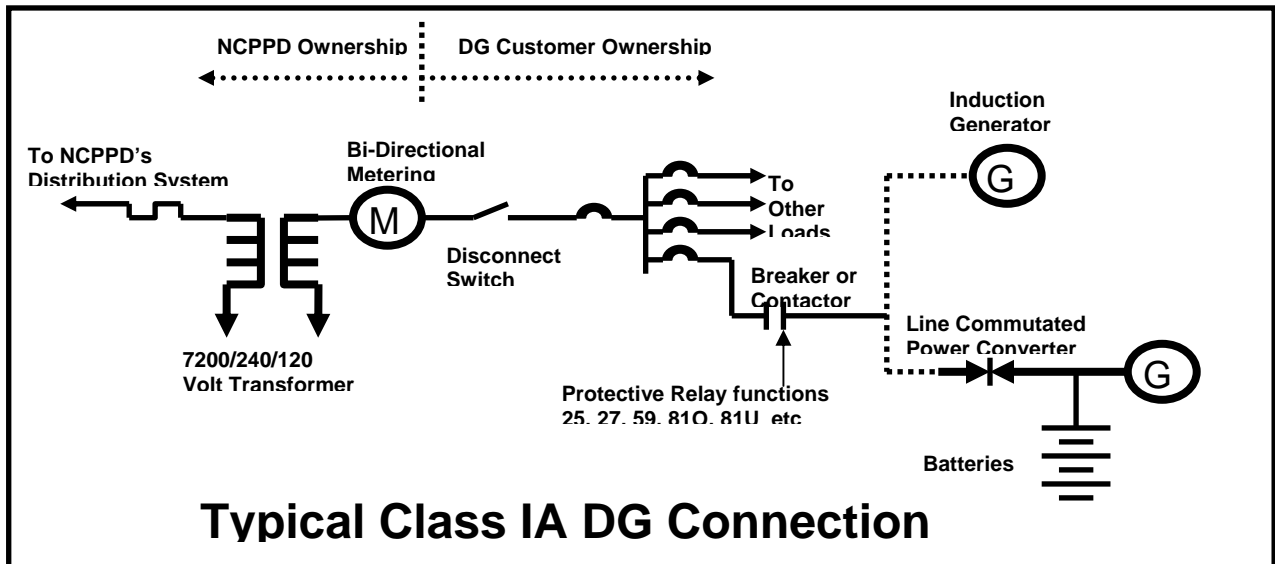 NCPPD Ownership
DG Customer Ownership
Induction
Generator
To NCPPD's
Distribution System
Bi-Directional
Metering
G
M
To
Other
Loads
Disconnect
Switch
Breaker or
Contactor
7200/240/120
Volt Transformer
Line Commutated
Power Converter
G
Protective Relay functions
25, 27, 59, 81O, 81U, etc
Batteries
Typical Class IA DG Connection